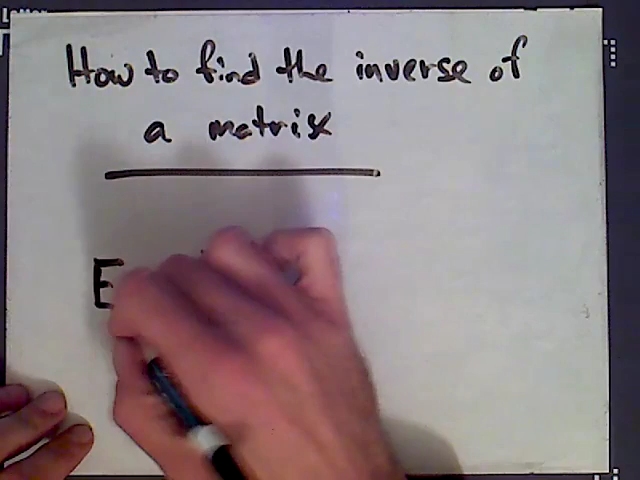 How to find the inverse of
a matrix
E